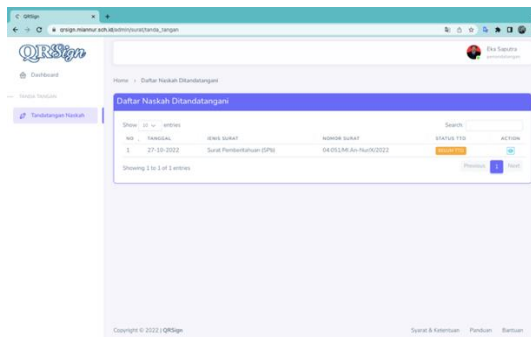 QRSign
qrsign.miannur.sch.id/admin/surat/tanda_tangan
QRSign
Eka Saputra
penandatangan
Dashboard
Home > Daftar Naskah Ditandatangani
TANDA TANGAN
Tandatangan Naskah
Daftar Naskah Ditandatangani
Show 10 entries
Search:
NO TANGGAL JENIS SURAT NOMOR SURAT STATUS TTD ACTION
1 27-10-2022 Surat Pemberitahuan (SPb) 04.051/MI.An-Nur/X/2022 BELUM TTD
Showing 1 to 1 of 1 entries
Previous 1 Next
Copyright © 2022 | QRSign
Syarat & Ketentuan Panduan Bantuan